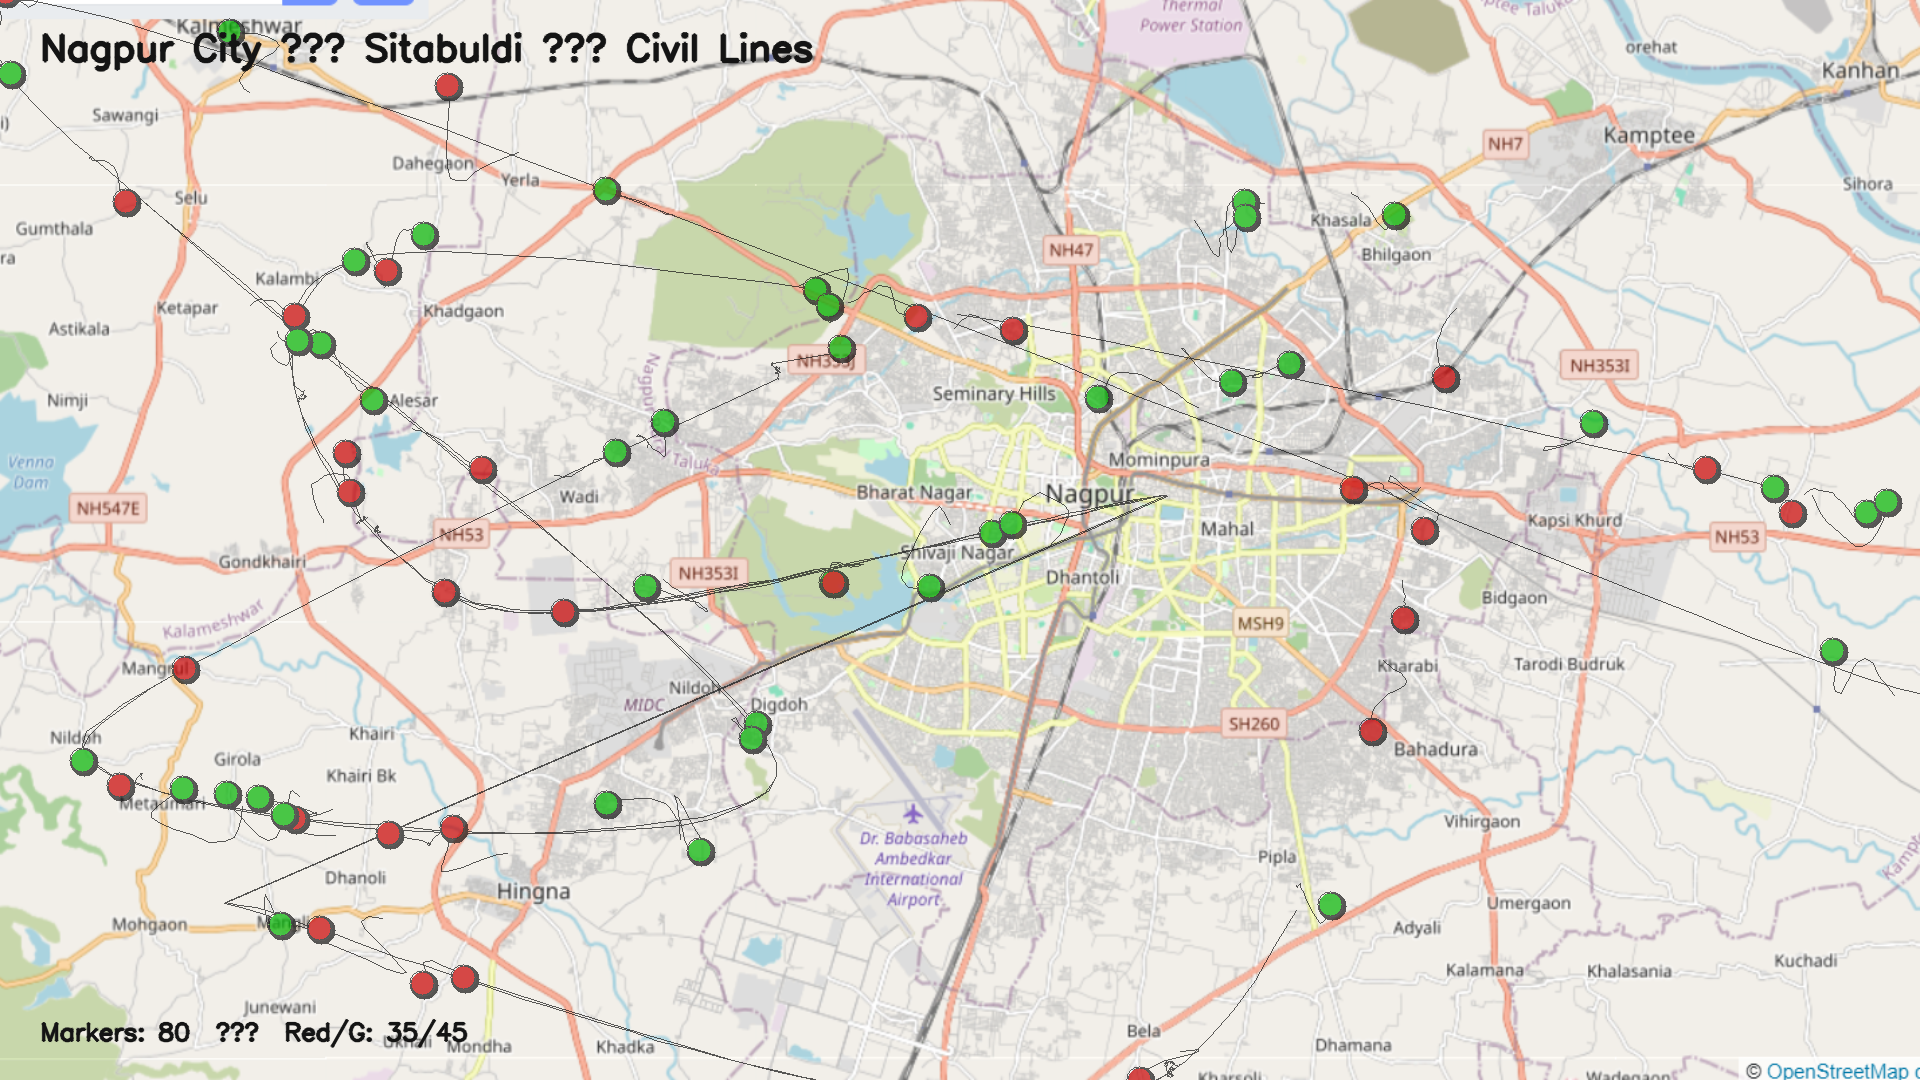 Thermal
Power Station
Kalmeshwar
Nagpur City ??? Sitabuldi ??? Civil Lines
orehat
Kanhan
Sawangi
Kamptee
NH7
Dahegaon
Yerla
Sihora
Selu
Gumthala
Khasala
Bhilgaon
NH47
Kalambi
Ketapar
Khadgaon
Astikala
NH353J
NH353I
Seminary Hills
Nimji
Alesar
Nagpur
Taluka
Mominpura
Venna
Dam
Wadi
Bharat Nagar
Nagpur
NH547E
Kapsi Khurd
NH53
Mahal
NH53
Shivaji Nagar
Gondkhairi
NH353I
Dhantoli
Bidgaon
Kalameshwar
MSH9
Mangrul
Kharabi
Tarodi Budruk
Nildoh
MIDC
Digdoh
SH260
Nildoh
Khairi
Bahadura
Girola
Khairi Bk
Metaumari
Vihirgaon
Dr. Babasaheb
Ambedkar
International
Airport
Pipla
Dhanoli
Hingna
Umergaon
Mohgaon
Mangli
Adyali
Kuchadi
Kalamana
Khalasania
Junewani
Markers: 80 ??? Red/G: 35/45
Mondha
Khadka
Bela
Dhamana
Kharsoli
Wadegaon
© OpenStreetMap c